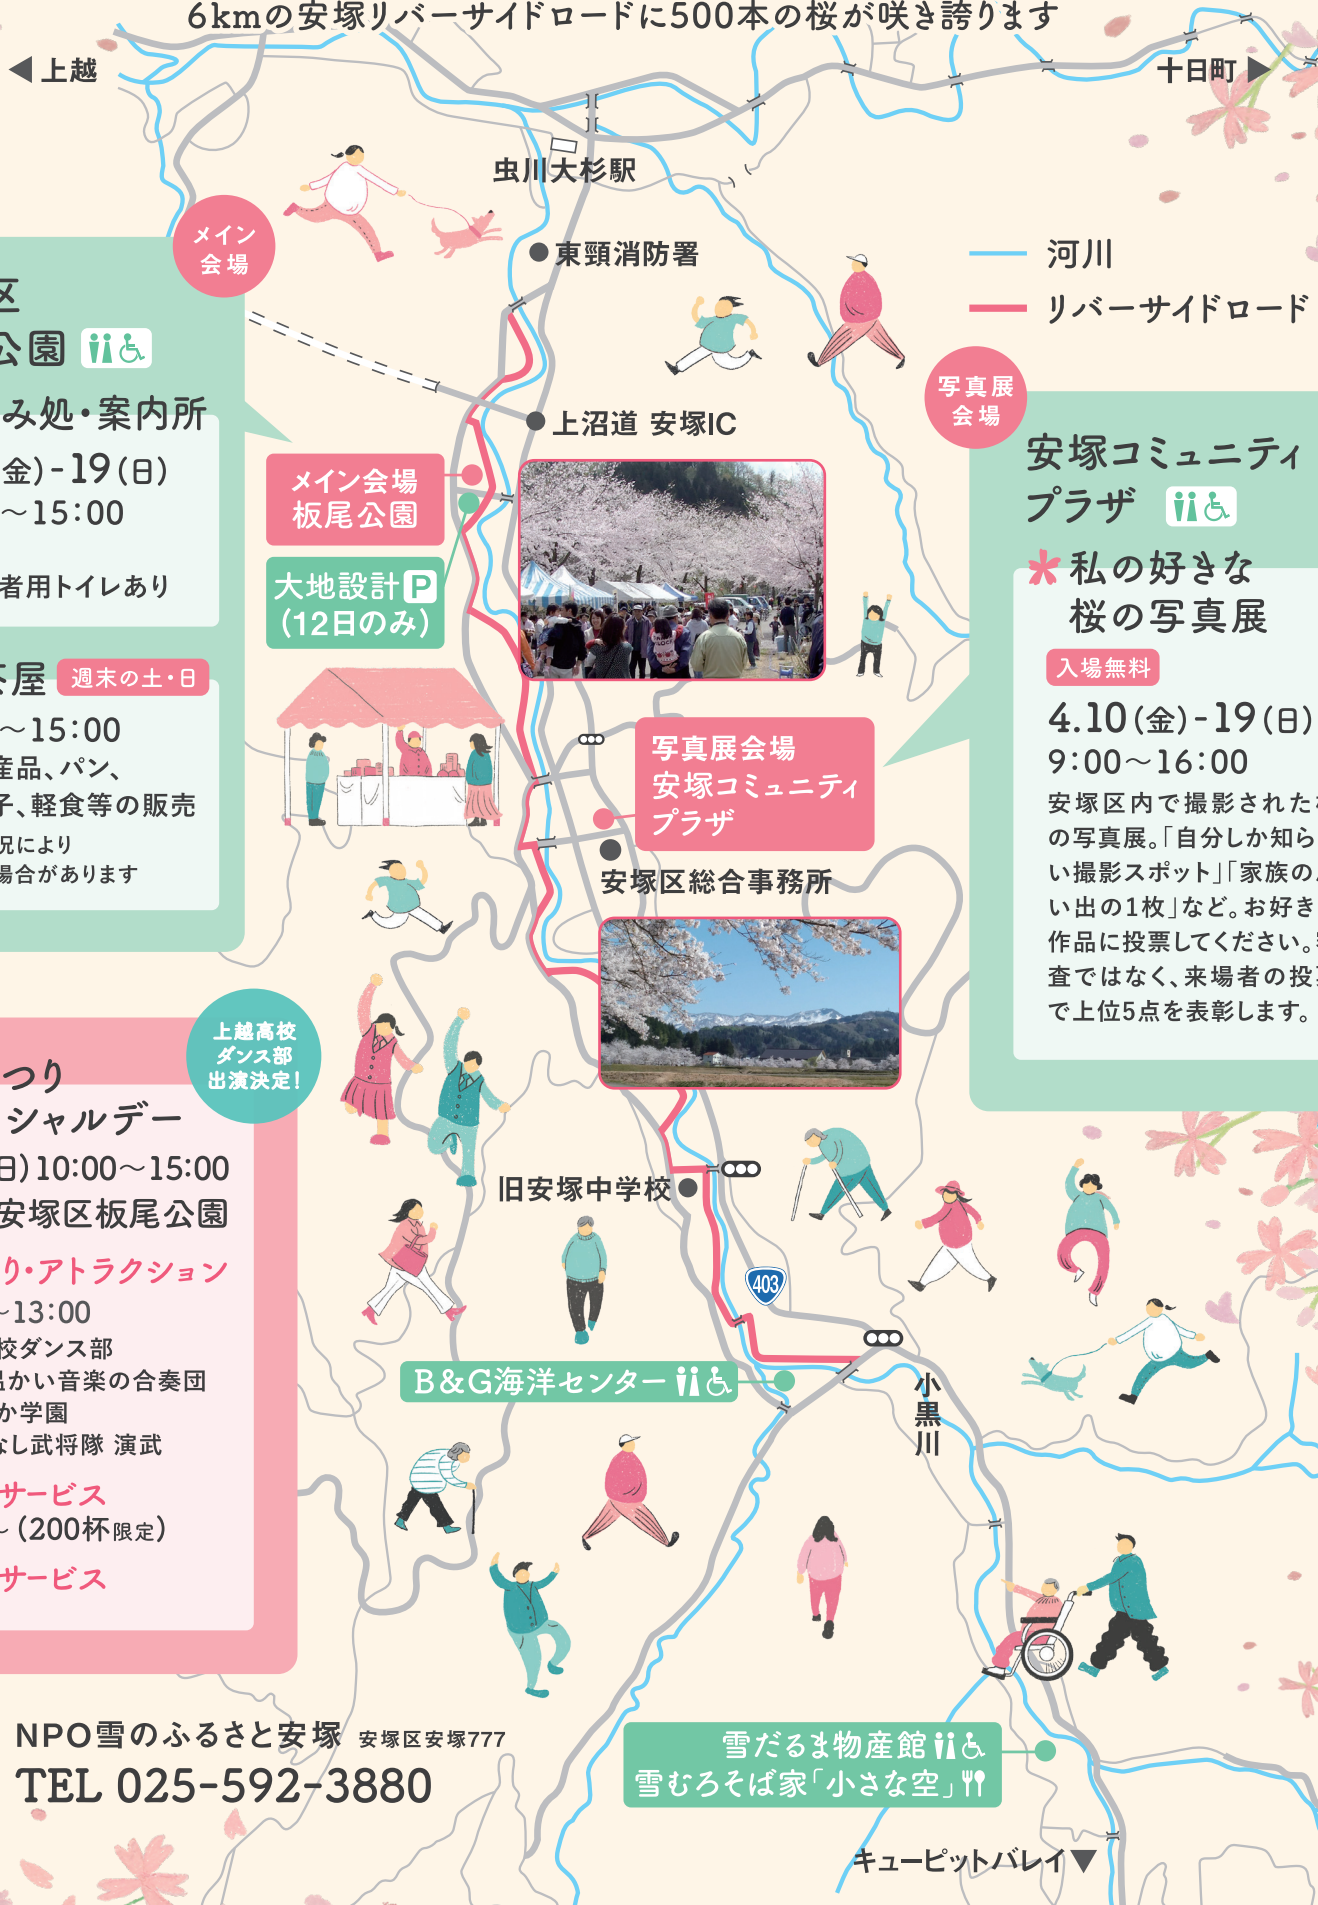 6kmの安塚リバーサイドロードに500本の桜が咲き誇ります
上越
十日町
虫川大杉駅
東頸消防署
河川
リバーサイドロード
メイン
会場
区
公園
み処・案内所
(金)-19(日)
～15:00
者用トイレあり
茶屋 週末の土・日
～15:00
産品、パン、
子、軽食等の販売
況により
場合があります
上沼道 安塚IC
メイン会場
板尾公園
大地設計P
(12日のみ)
写真展
会場
安塚コミュニティ
プラザ
私の好きな
桜の写真展
入場無料
4.10(金)-19(日)
9:00～16:00
安塚区内で撮影された
の写真展。「自分しか知ら
い撮影スポット」「家族の
い出の1枚」など。お好き
作品に投票してください。
査ではなく、来場者の投
で上位5点を表彰します。
写真展会場
安塚コミュニティ
プラザ
安塚区総合事務所
上越高校
ダンス部
出演決定!
つり
シャルデー
日)10:00～15:00
安塚区板尾公園
り・アトラクション
～13:00
校ダンス部
温かい音楽の合奏団
か学園
なし武将隊 演武
サービス
～(200杯限定)
サービス
旧安塚中学校
403
B&G海洋センター
小黒川
雪だるま物産館
雪むろそば家「小さな空」
キューピットバレイ
NPO雪のふるさと安塚 安塚区安塚777
TEL 025-592-3880